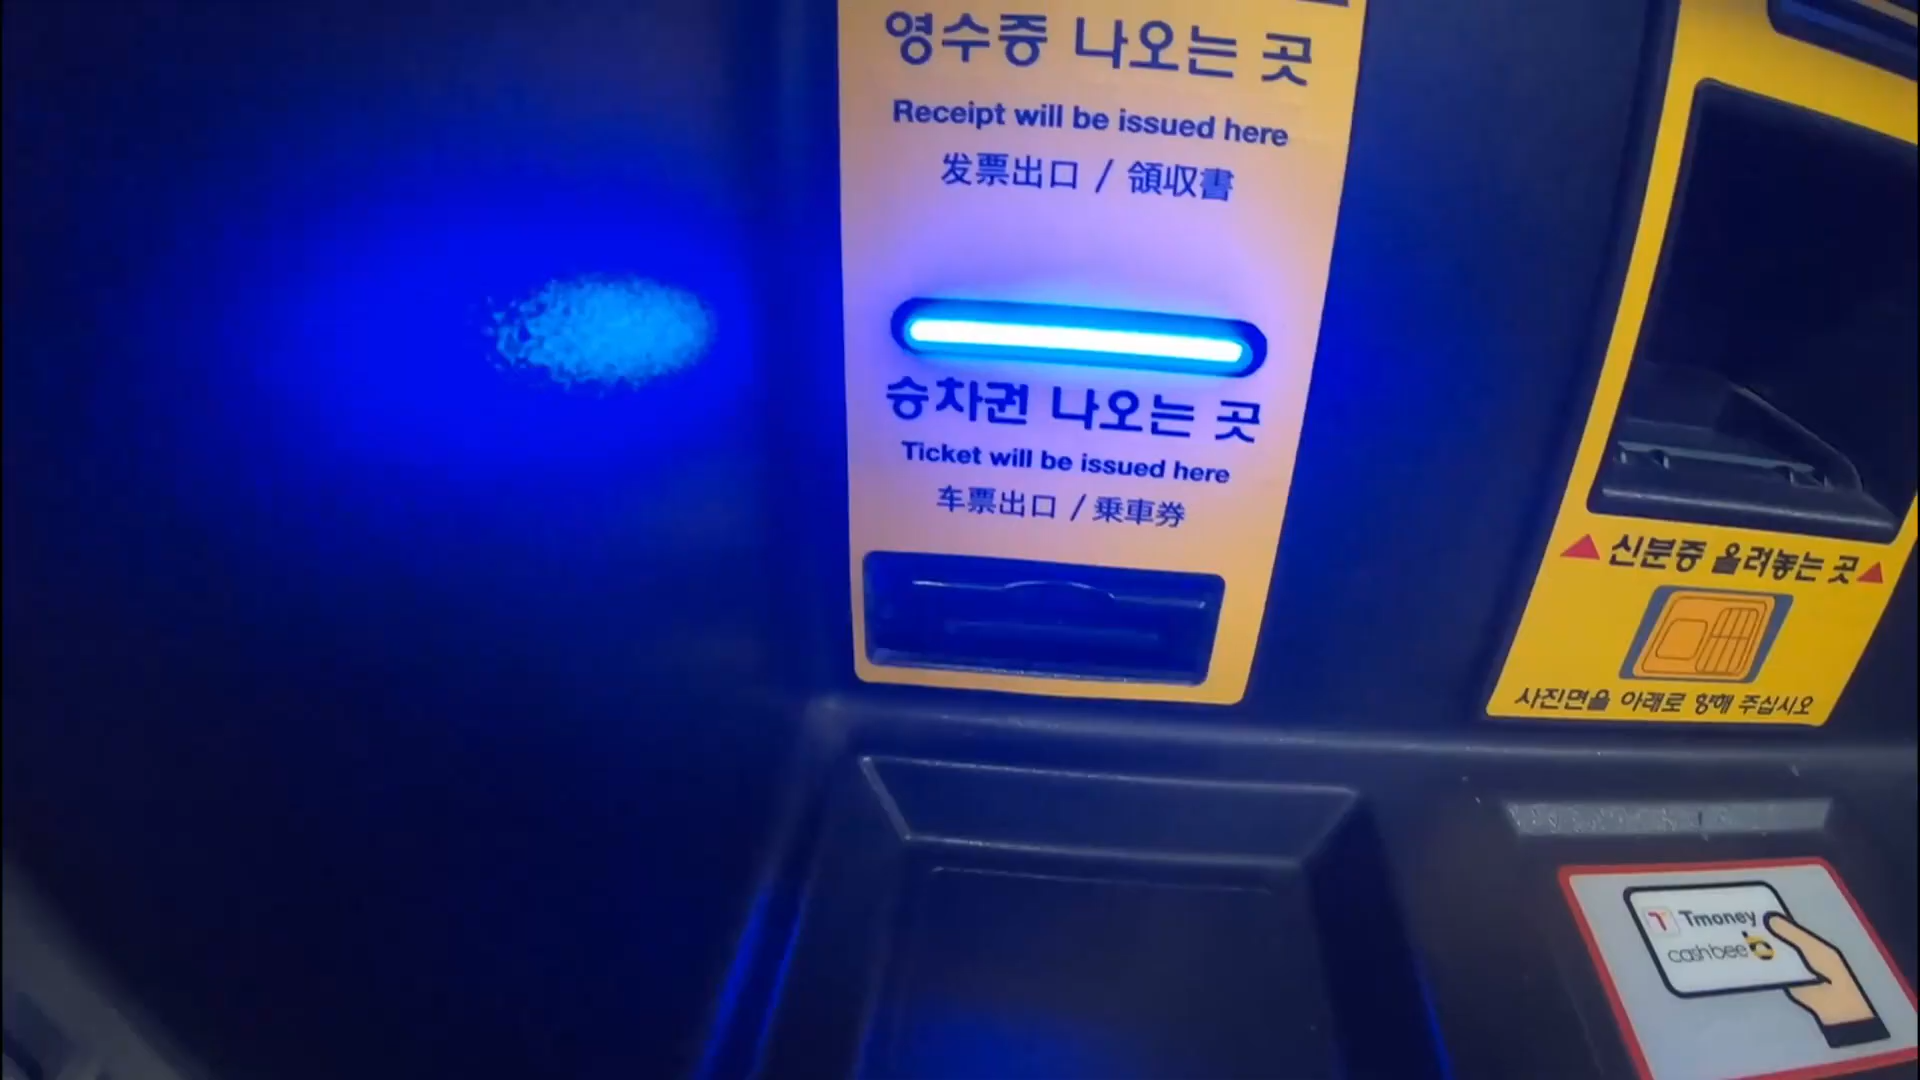 영수증 나오는 곳
Receipt will be issued here
发票出口 / 領収書
승차권 나오는 곳
Ticket will be issued here
车票出口 / 乗車券
신분증 올려놓는 곳
사진면을 아래로 향해 주십시오
Tmoney
cashbee